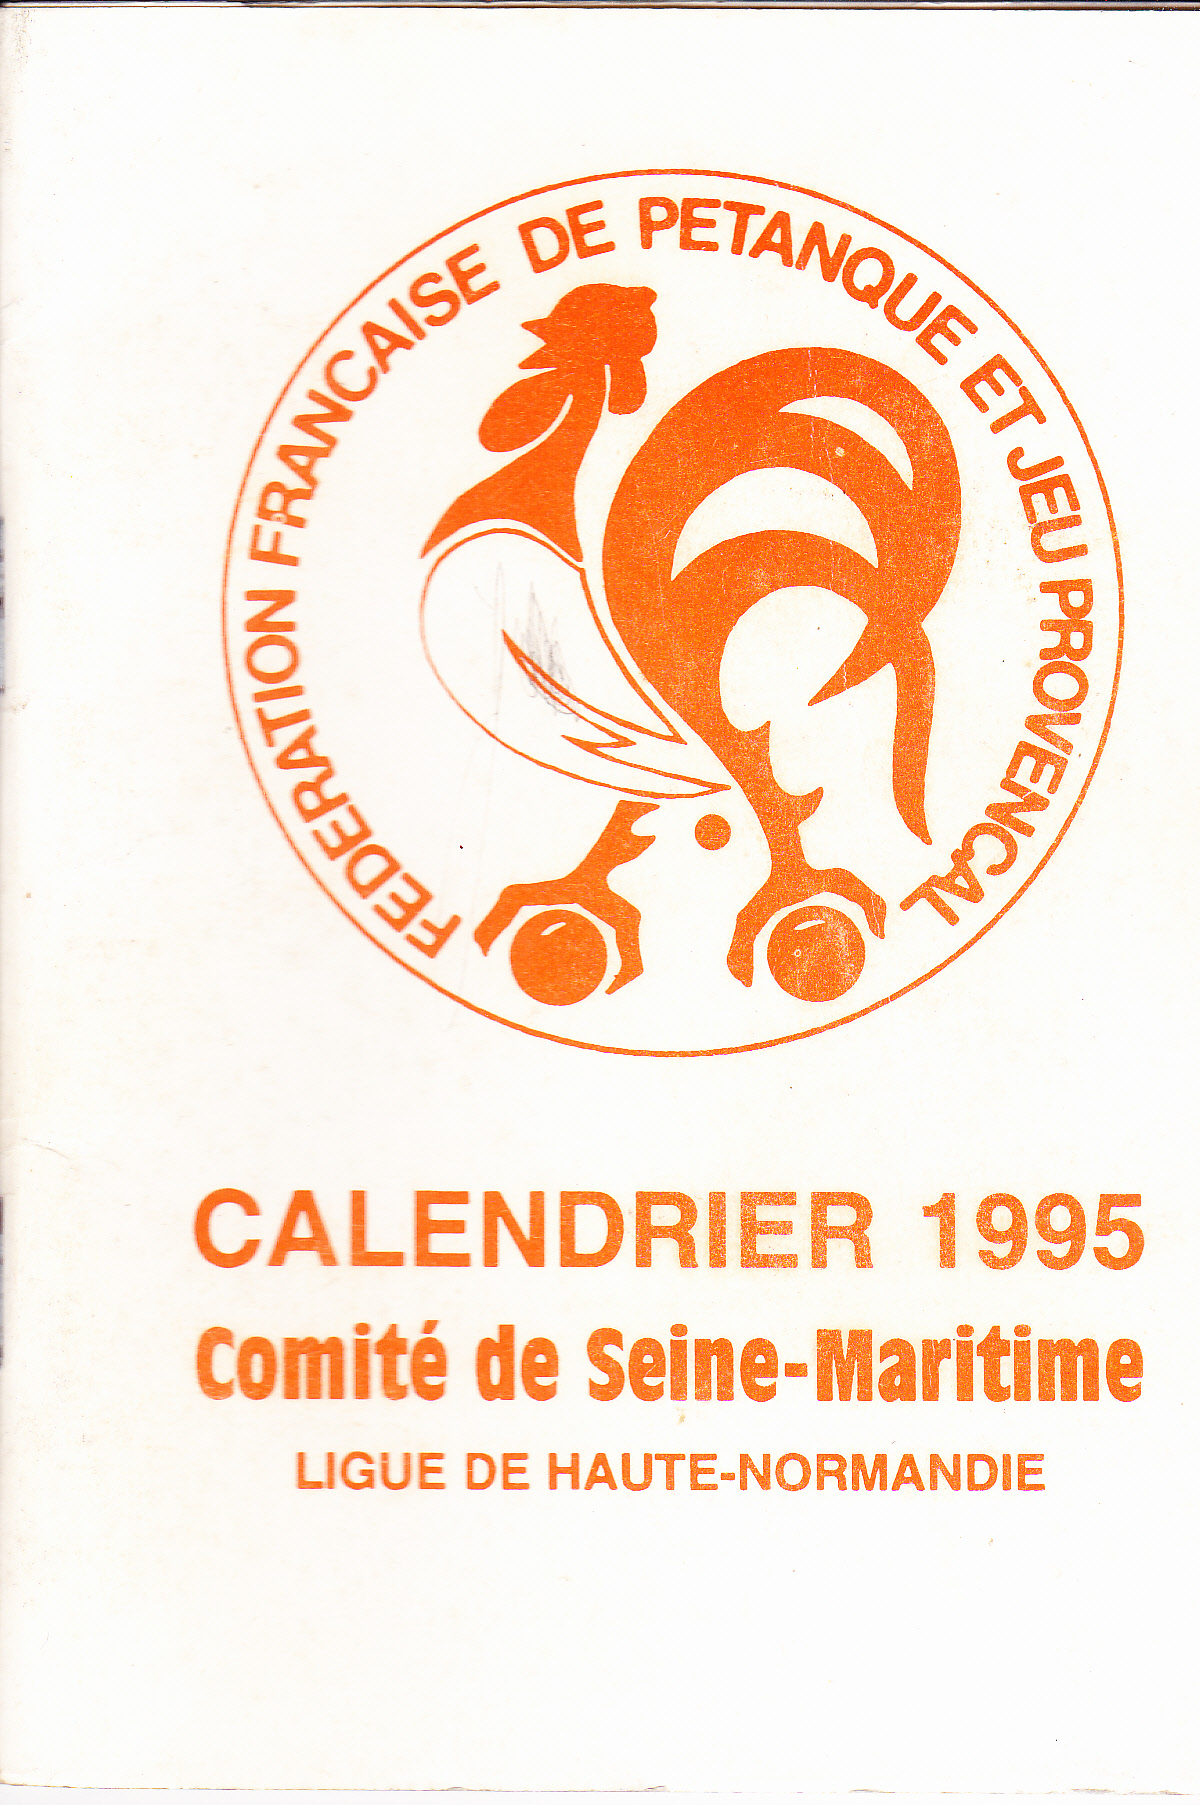 FEDERATION FRANCAISE DE PETANQUE ET JEU PROVENCAL
CALENDRIER 1995
Comité de Seine-Maritime
LIGUE DE HAUTE-NORMANDIE